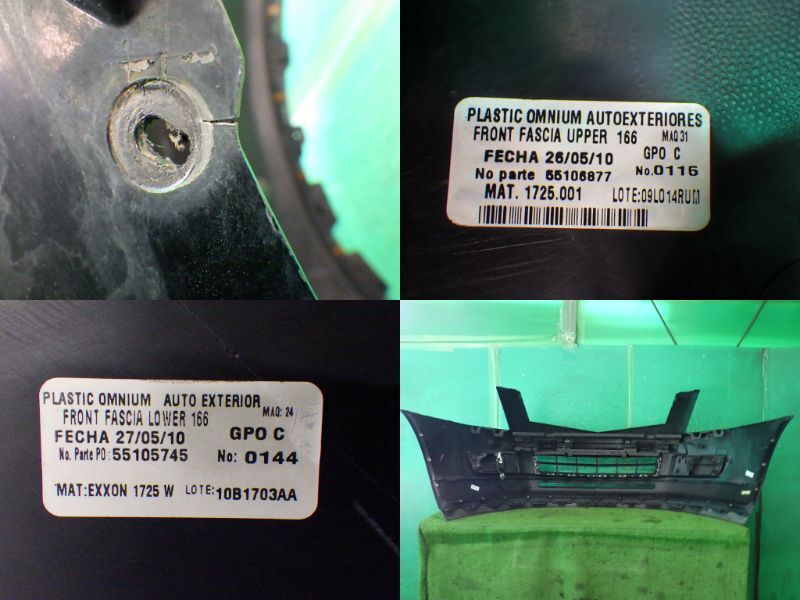 PLASTIC OMNIUM AUTOEXTERIORES
FRONT FASCIA UPPER 166 MAQ 31
FECHA 26/05/10 GPO C
No parte 55106877 No. 0115
MAT. 1725.001 LOTE:09L014RUM
PLASTIC OMNIUM AUTO EXTERIOR
FRONT FASCIA LOWER 166 MAQ: 24
FECHA 27/05/10 GPO C
No. Parte PO: 55105745 No: 0144
MAT:EXXON 1725 W LOTE: 10B1703AA